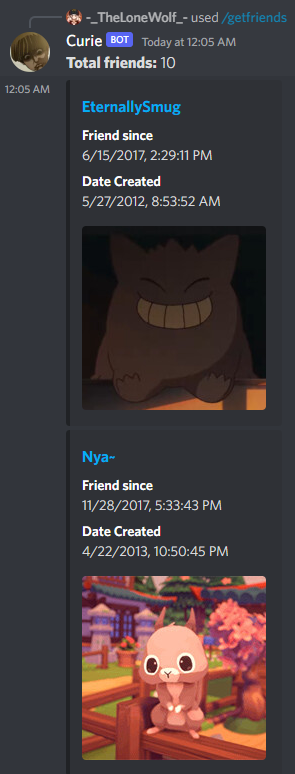 -_TheLoneWolf_- used /getfriends
Curie BOT Today at 12:05 AM
Total friends: 10
12:05 AM
EternallySmug
Friend since
6/15/2017, 2:29:11 PM
Date Created
5/27/2012, 8:53:52 AM
Nya~
Friend since
11/28/2017, 5:33:43 PM
Date Created
4/22/2013, 10:50:45 PM